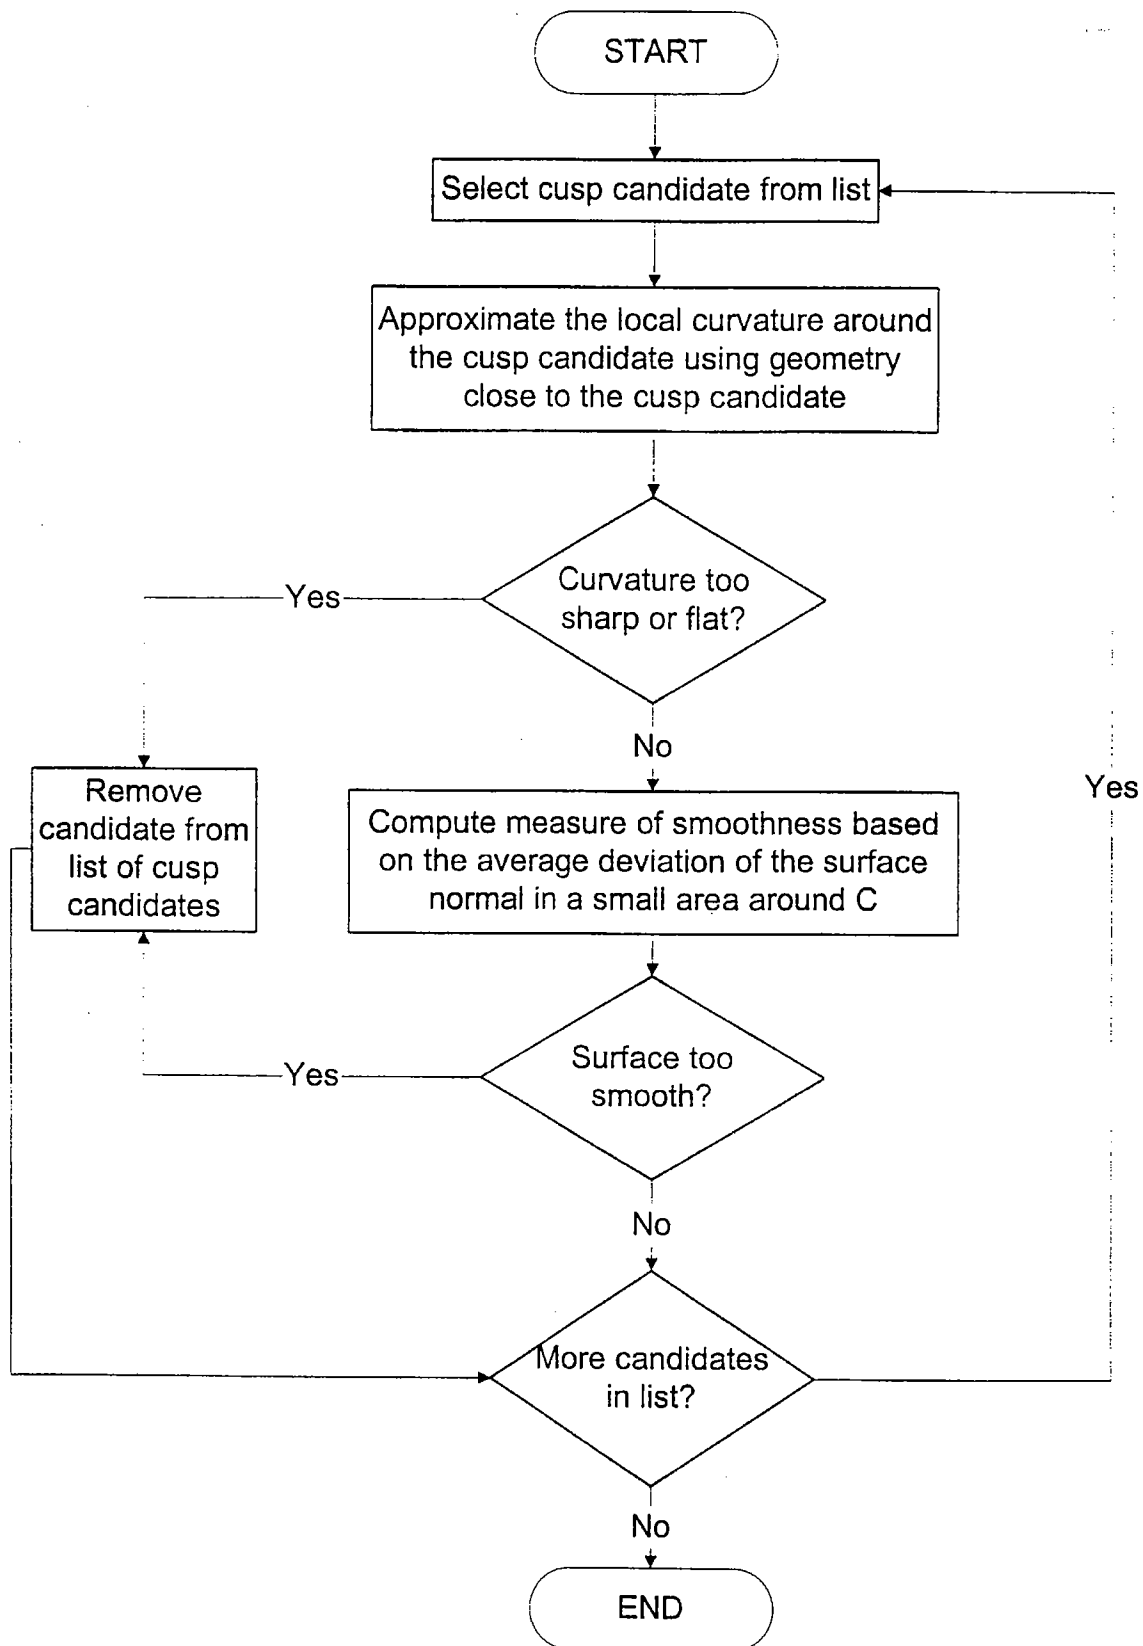 START
Select cusp candidate from list
Approximate the local curvature around
the cusp candidate using geometry
close to the cusp candidate
Curvature too
sharp or flat?
Yes
No
Remove
candidate from
list of cusp
candidates
Compute measure of smoothness based
on the average deviation of the surface
normal in a small area around C
Yes
Surface too
smooth?
Yes
No
More candidates
in list?
No
END